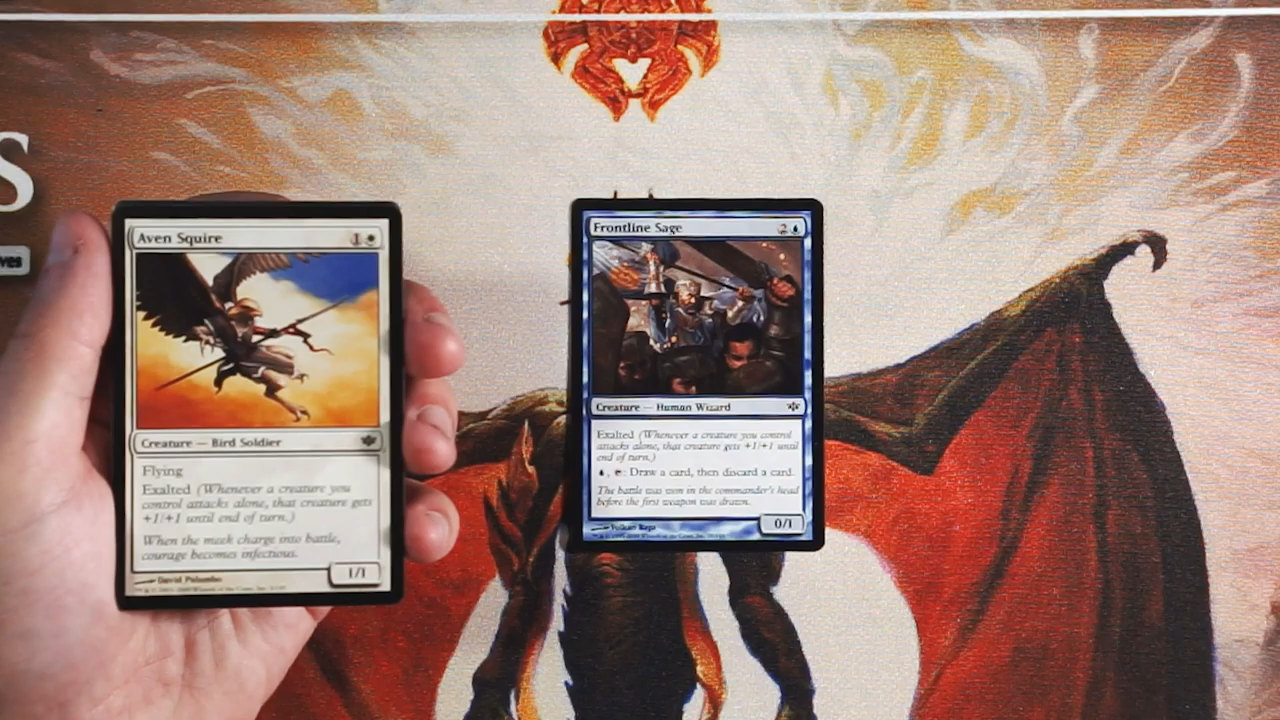 S
ves
Aven Squire 1
Creature — Bird Soldier
Flying
Exalted (Whenever a creature you
control attacks alone, that creature gets
+1/+1 until end of turn.)
When the meek charge into battle,
courage becomes infectious.
David Palumbo
1/1
Frontline Sage 2
Creature — Human Wizard
Exalted (Whenever a creature you control
attacks alone, that creature gets +1/+1 until
end of turn.)
, : Draw a card, then discard a card.
The battle was won in the commander's head
before the first weapon was drawn.
Volkan Baga
0/1